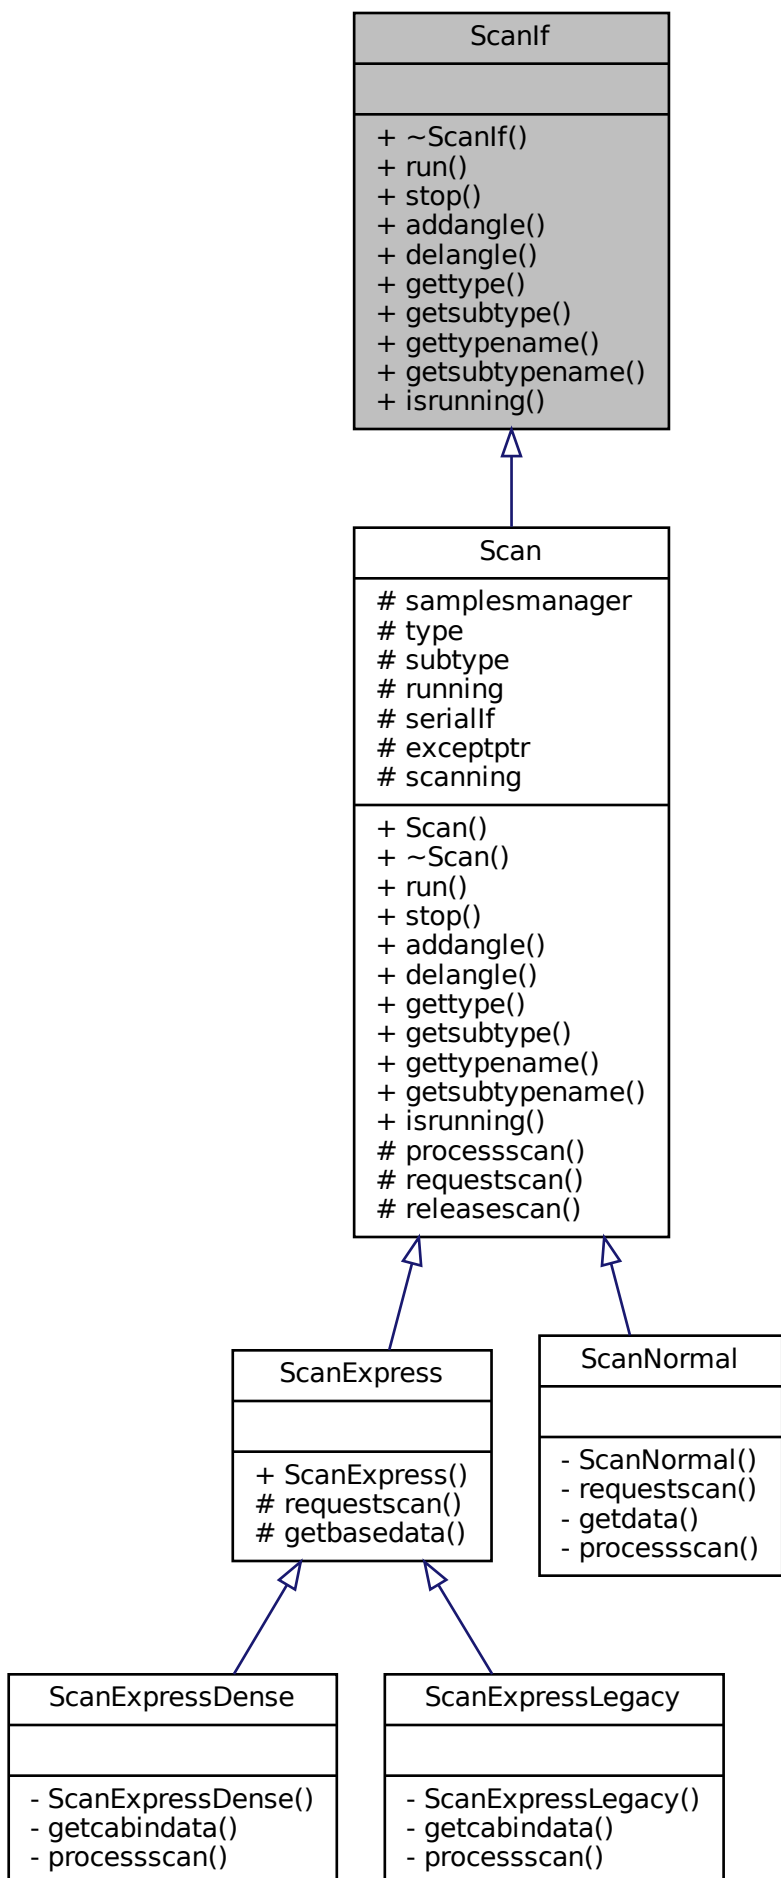 ScanIf
+ ~ScanIf()
+ run()
+ stop()
+ addangle()
+ delangle()
+ gettype()
+ getsubtype()
+ gettypename()
+ getsubtypename()
+ isrunning()
Scan
# samplesmanager
# type
# subtype
# running
# serialIf
# exceptptr
# scanning
+ Scan()
+ ~Scan()
+ run()
+ stop()
+ addangle()
+ delangle()
+ gettype()
+ getsubtype()
+ gettypename()
+ getsubtypename()
+ isrunning()
# processscan()
# requestscan()
# releasescan()
ScanExpress
+ ScanExpress()
# requestscan()
# getbasedata()
ScanNormal
- ScanNormal()
- requestscan()
- getdata()
- processscan()
ScanExpressDense
- ScanExpressDense()
- getcabindata()
- processscan()
ScanExpressLegacy
- ScanExpressLegacy()
- getcabindata()
- processscan()